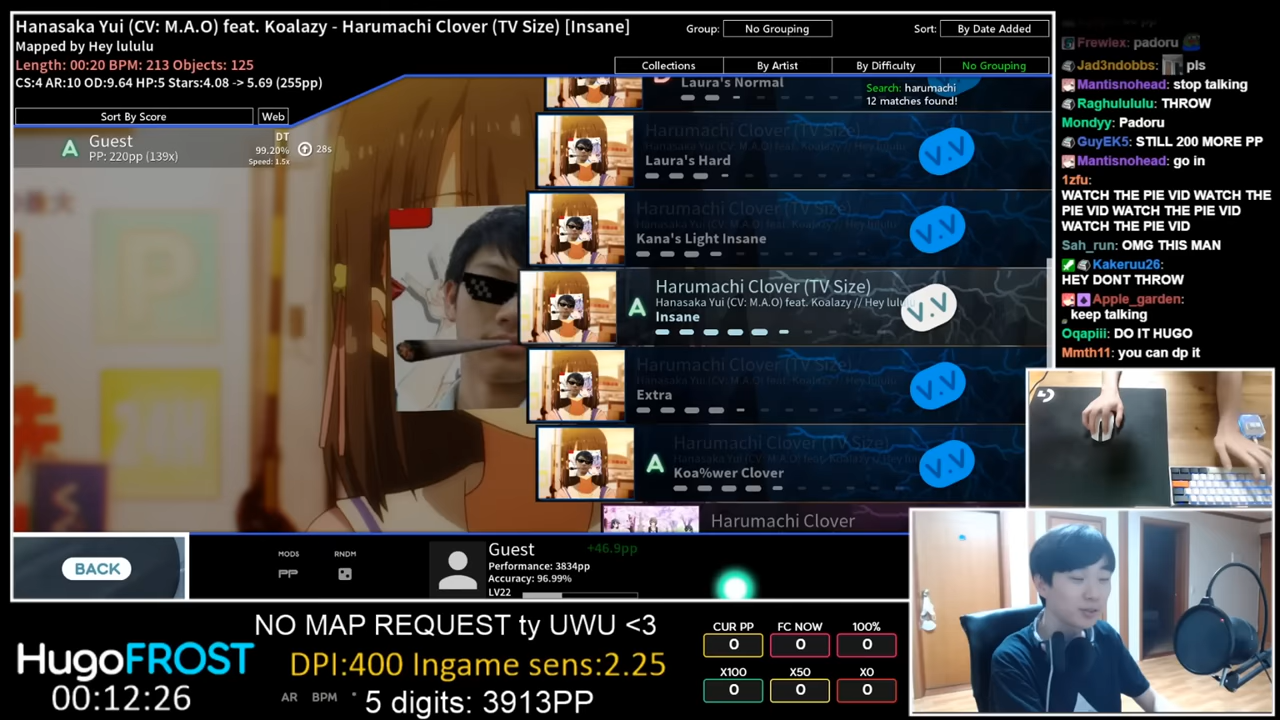 Hanasaka Yui (CV: M.A.O) feat. Koalazy - Harumachi Clover (TV Size) [Insane]
Mapped by Hey lululu
Length: 00:20 BPM: 213 Objects: 125
CS:4 AR:10 OD:9.64 HP:5 Stars:4.08 -> 5.69 (255pp)
Group:
No Grouping
Sort:
By Date Added
Collections
By Artist
By Difficulty
No Grouping
Search: harumachi
12 matches found!
Sort By Score
Web
A
Guest
PP: 220pp (139x)
DT
99.20%
Speed: 1.5x
28s
Laura's Normal
Harumachi Clover (TV Size)
Laura's Hard
Harumachi Clover (TV Size)
Kana's Light Insane
A
Harumachi Clover (TV Size)
Hanasaka Yui (CV: M.A.O) feat. Koalazy // Hey lululu
Insane
Harumachi Clover (TV Size)
Extra
A
Harumachi Clover (TV Size)
Koa%wer Clover
Harumachi Clover
BACK
MODS
PP
RNDM
Guest
+46.9pp
Performance: 3834pp
Accuracy: 96.99%
LV22
Frewlex: padoru
Jad3ndobbs: pls
Mantisnohead: stop talking
Raghulululu: THROW
Mondyy: Padoru
GuyEK5: STILL 200 MORE PP
Mantisnohead: go in
1zfu:
WATCH THE PIE VID WATCH THE
PIE VID WATCH THE PIE VID
WATCH THE PIE VID
Sah_run: OMG THIS MAN
Kakeruu26:
HEY DONT THROW
Apple_garden:
keep talking
Oqapiii: DO IT HUGO
Mmth11: you can dp it
NO MAP REQUEST ty UWU <3
HugoFROST
DPI:400 Ingame sens:2.25
00:12:26
AR BPM
5 digits: 3913PP
CUR PP
FC NOW
100%
0
0
0
X100
X50
X0
0
0
0